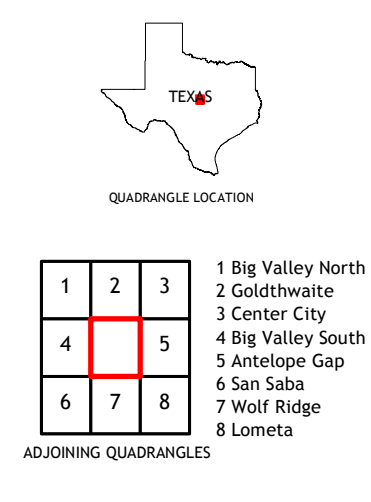 TEXAS
QUADRANGLE LOCATION
1 2 3
4 5
6 7 8
ADJOINING QUADRANGLES
1 Big Valley North
2 Goldthwaite
3 Center City
4 Big Valley South
5 Antelope Gap
6 San Saba
7 Wolf Ridge
8 Lometa